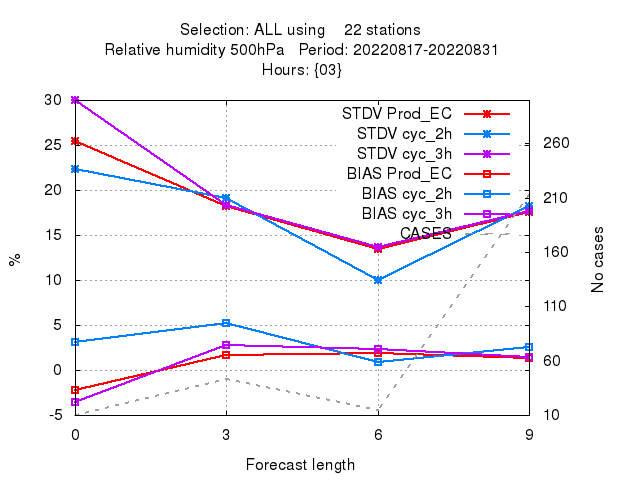 Selection: ALL using 22 stations
Relative humidity 500hPa Period: 20220817-20220831
Hours: {03}
30
25
20
15
10
5
0
-5
%
STDV Prod_EC
STDV cyc_2h
STDV cyc_3h
BIAS Prod_EC
BIAS cyc_2h
BIAS cyc_3h
CASES
260
210
160
110
60
10
No cases
0 3 6 9
Forecast length